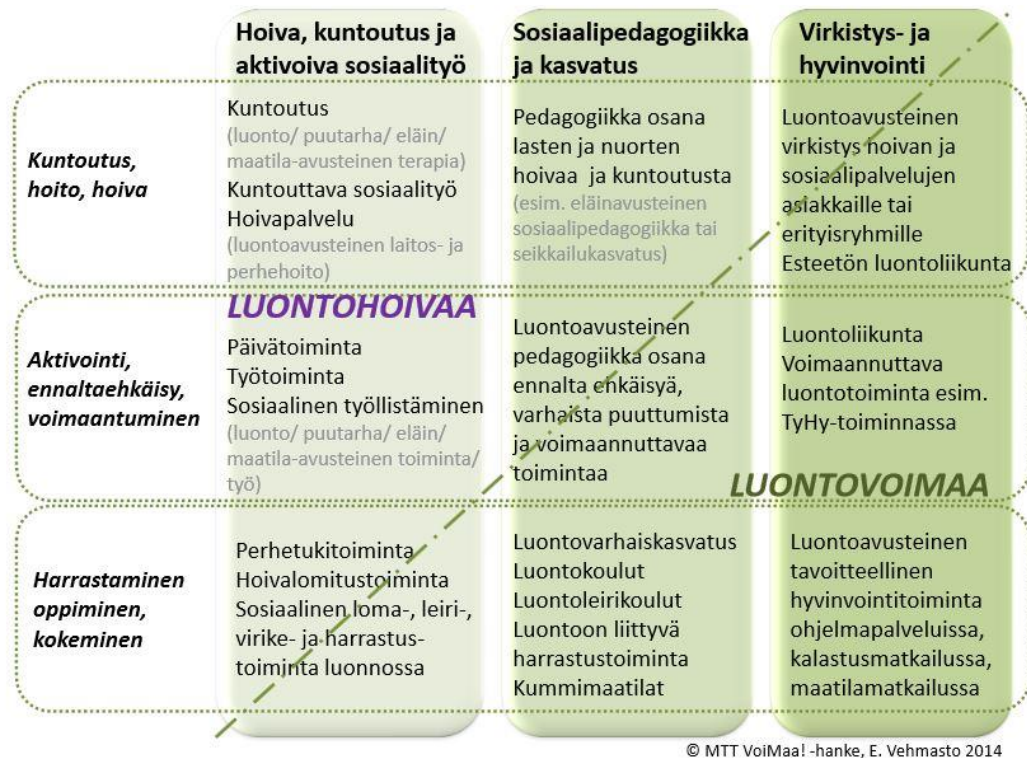 Hoiva, kuntoutus ja
aktivoiva sosiaalityö
Sosiaalipedagogiikka
ja kasvatus
Virkistys- ja
hyvinvointi
Kuntoutus,
hoito, hoiva
Kuntoutus
(luonto/ puutarha/ eläin/
maatila-avusteinen terapia)
Kuntouttava sosiaalityö
Hoivapalvelu
(luontoavusteinen laitos- ja
perhehoito)
Pedagogiikka osana
lasten ja nuorten
hoivaa ja kuntoutusta
(esim. eläinavusteinen
sosiaalipedagogiikka tai
seikkailukasvatus)
Luontoavusteinen
virkistys hoivan ja
sosiaalipalvelujen
asiakkaille tai
erityisryhmille
Esteetön luontoliikunta
LUONTOHOIVAA
Aktivointi,
ennaltaehkäisy,
voimaantuminen
Päivätoiminta
Työtoiminta
Sosiaalinen työllistäminen
(luonto/ puutarha/ eläin/
maatila-avusteinen toiminta/
työ)
Luontoavusteinen
pedagogiikka osana
ennalta ehkäisyä,
varhaista puuttumista
ja voimaannuttavaa
toimintaa
Luontoliikunta
Voimaannuttava
luontotoiminta esim.
TyHy-toiminnassa
LUONTOVOIMAA
Harrastaminen
oppiminen,
kokeminen
Perhetukitoiminta
Hoivalomitustoiminta
Sosiaalinen loma-, leiri-,
virike- ja harrastus-
toiminta luonnossa
Luontovarhaiskasvatus
Luontokoulut
Luontoleirikoulut
Luontoon liittyvä
harrastustoiminta
Kummimaatilat
Luontoavusteinen
tavoitteellinen
hyvinvointitoiminta
ohjelmapalveluissa,
kalastusmatkailussa,
maatilamatkailussa
© MTT VoiMaa! -hanke, E. Vehmasto 2014